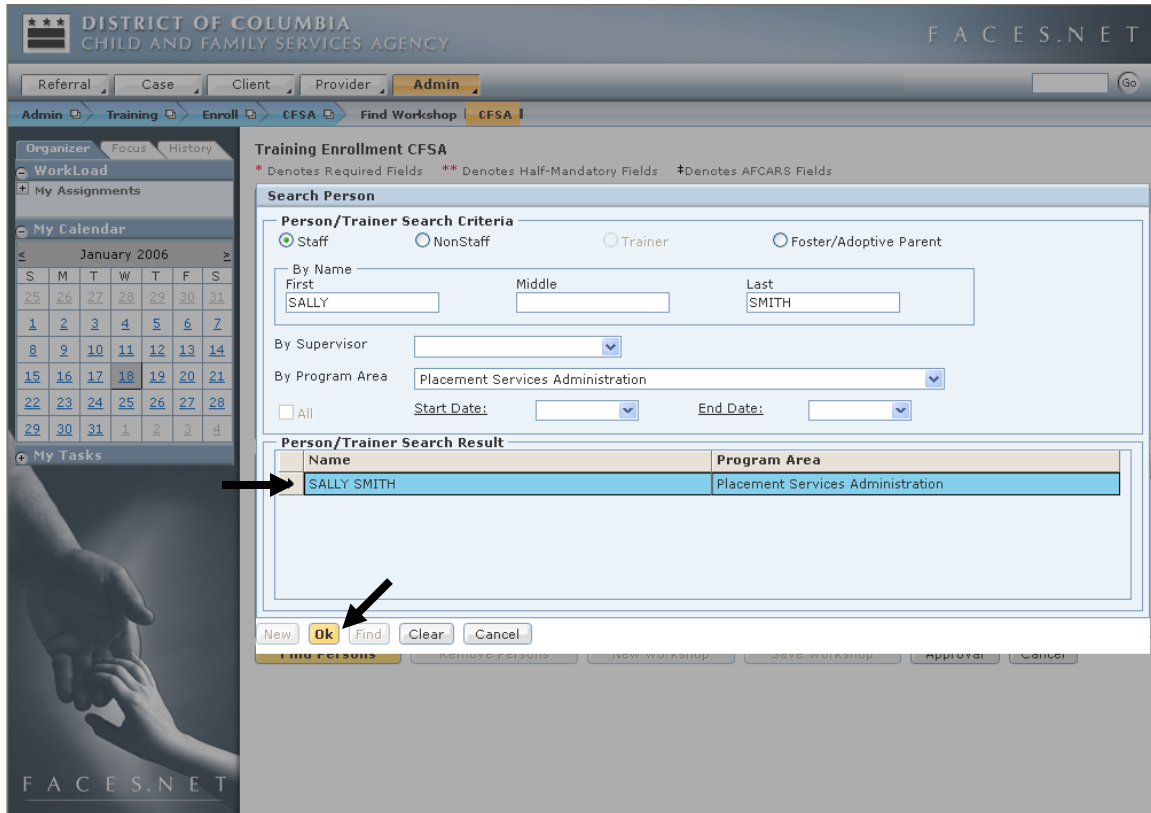 DISTRICT OF COLUMBIA
CHILD AND FAMILY SERVICES AGENCY
FACES.NET
Referral Case Client Provider Admin Go
Admin Training Enroll CFSA Find Workshop CFSA
Organizer Focus History
WorkLoad
My Assignments
My Calendar
< January 2006 >
S M T W T F S
25 26 27 28 29 30 31
1 2 3 4 5 6 7
8 9 10 11 12 13 14
15 16 17 18 19 20 21
22 23 24 25 26 27 28
29 30 31 1 2 3 4
My Tasks
FACES.NET
Training Enrollment CFSA
* Denotes Required Fields ** Denotes Half-Mandatory Fields ‡Denotes AFCARS Fields
Search Person
Person/Trainer Search Criteria
Staff NonStaff Trainer Foster/Adoptive Parent
By Name
First Middle Last
SALLY SMITH
By Supervisor
By Program Area Placement Services Administration
All Start Date: End Date:
Person/Trainer Search Result
Name Program Area
SALLY SMITH Placement Services Administration
New Ok Find Clear Cancel
Find Persons Remove Persons New Workshop Save Workshop Approval Cancel